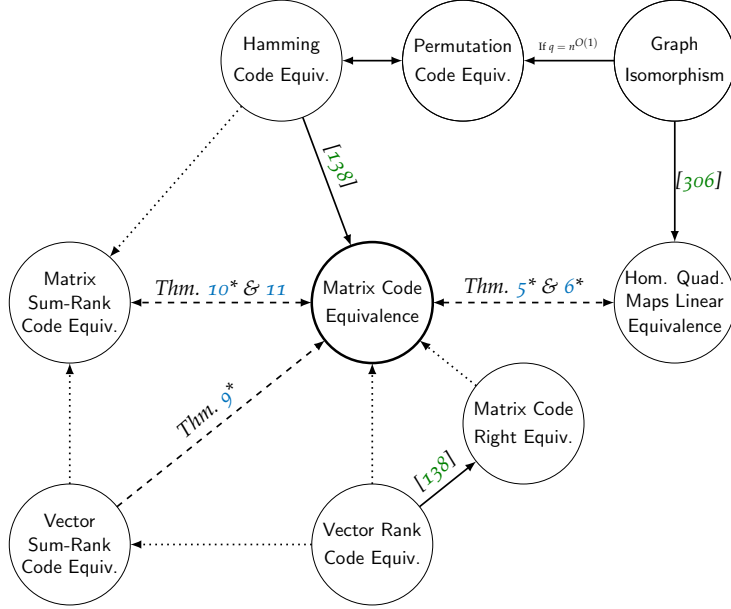 Hamming
Code Equiv.
Permutation
Code Equiv.
If q = n^{O(1)}
Graph
Isomorphism
[138]
[306]
Matrix
Sum-Rank
Code Equiv.
Thm. 10* & 11
Matrix Code
Equivalence
Thm. 5* & 6*
Hom. Quad.
Maps Linear
Equivalence
Thm. 9*
Matrix Code
Right Equiv.
[138]
Vector
Sum-Rank
Code Equiv.
Vector Rank
Code Equiv.